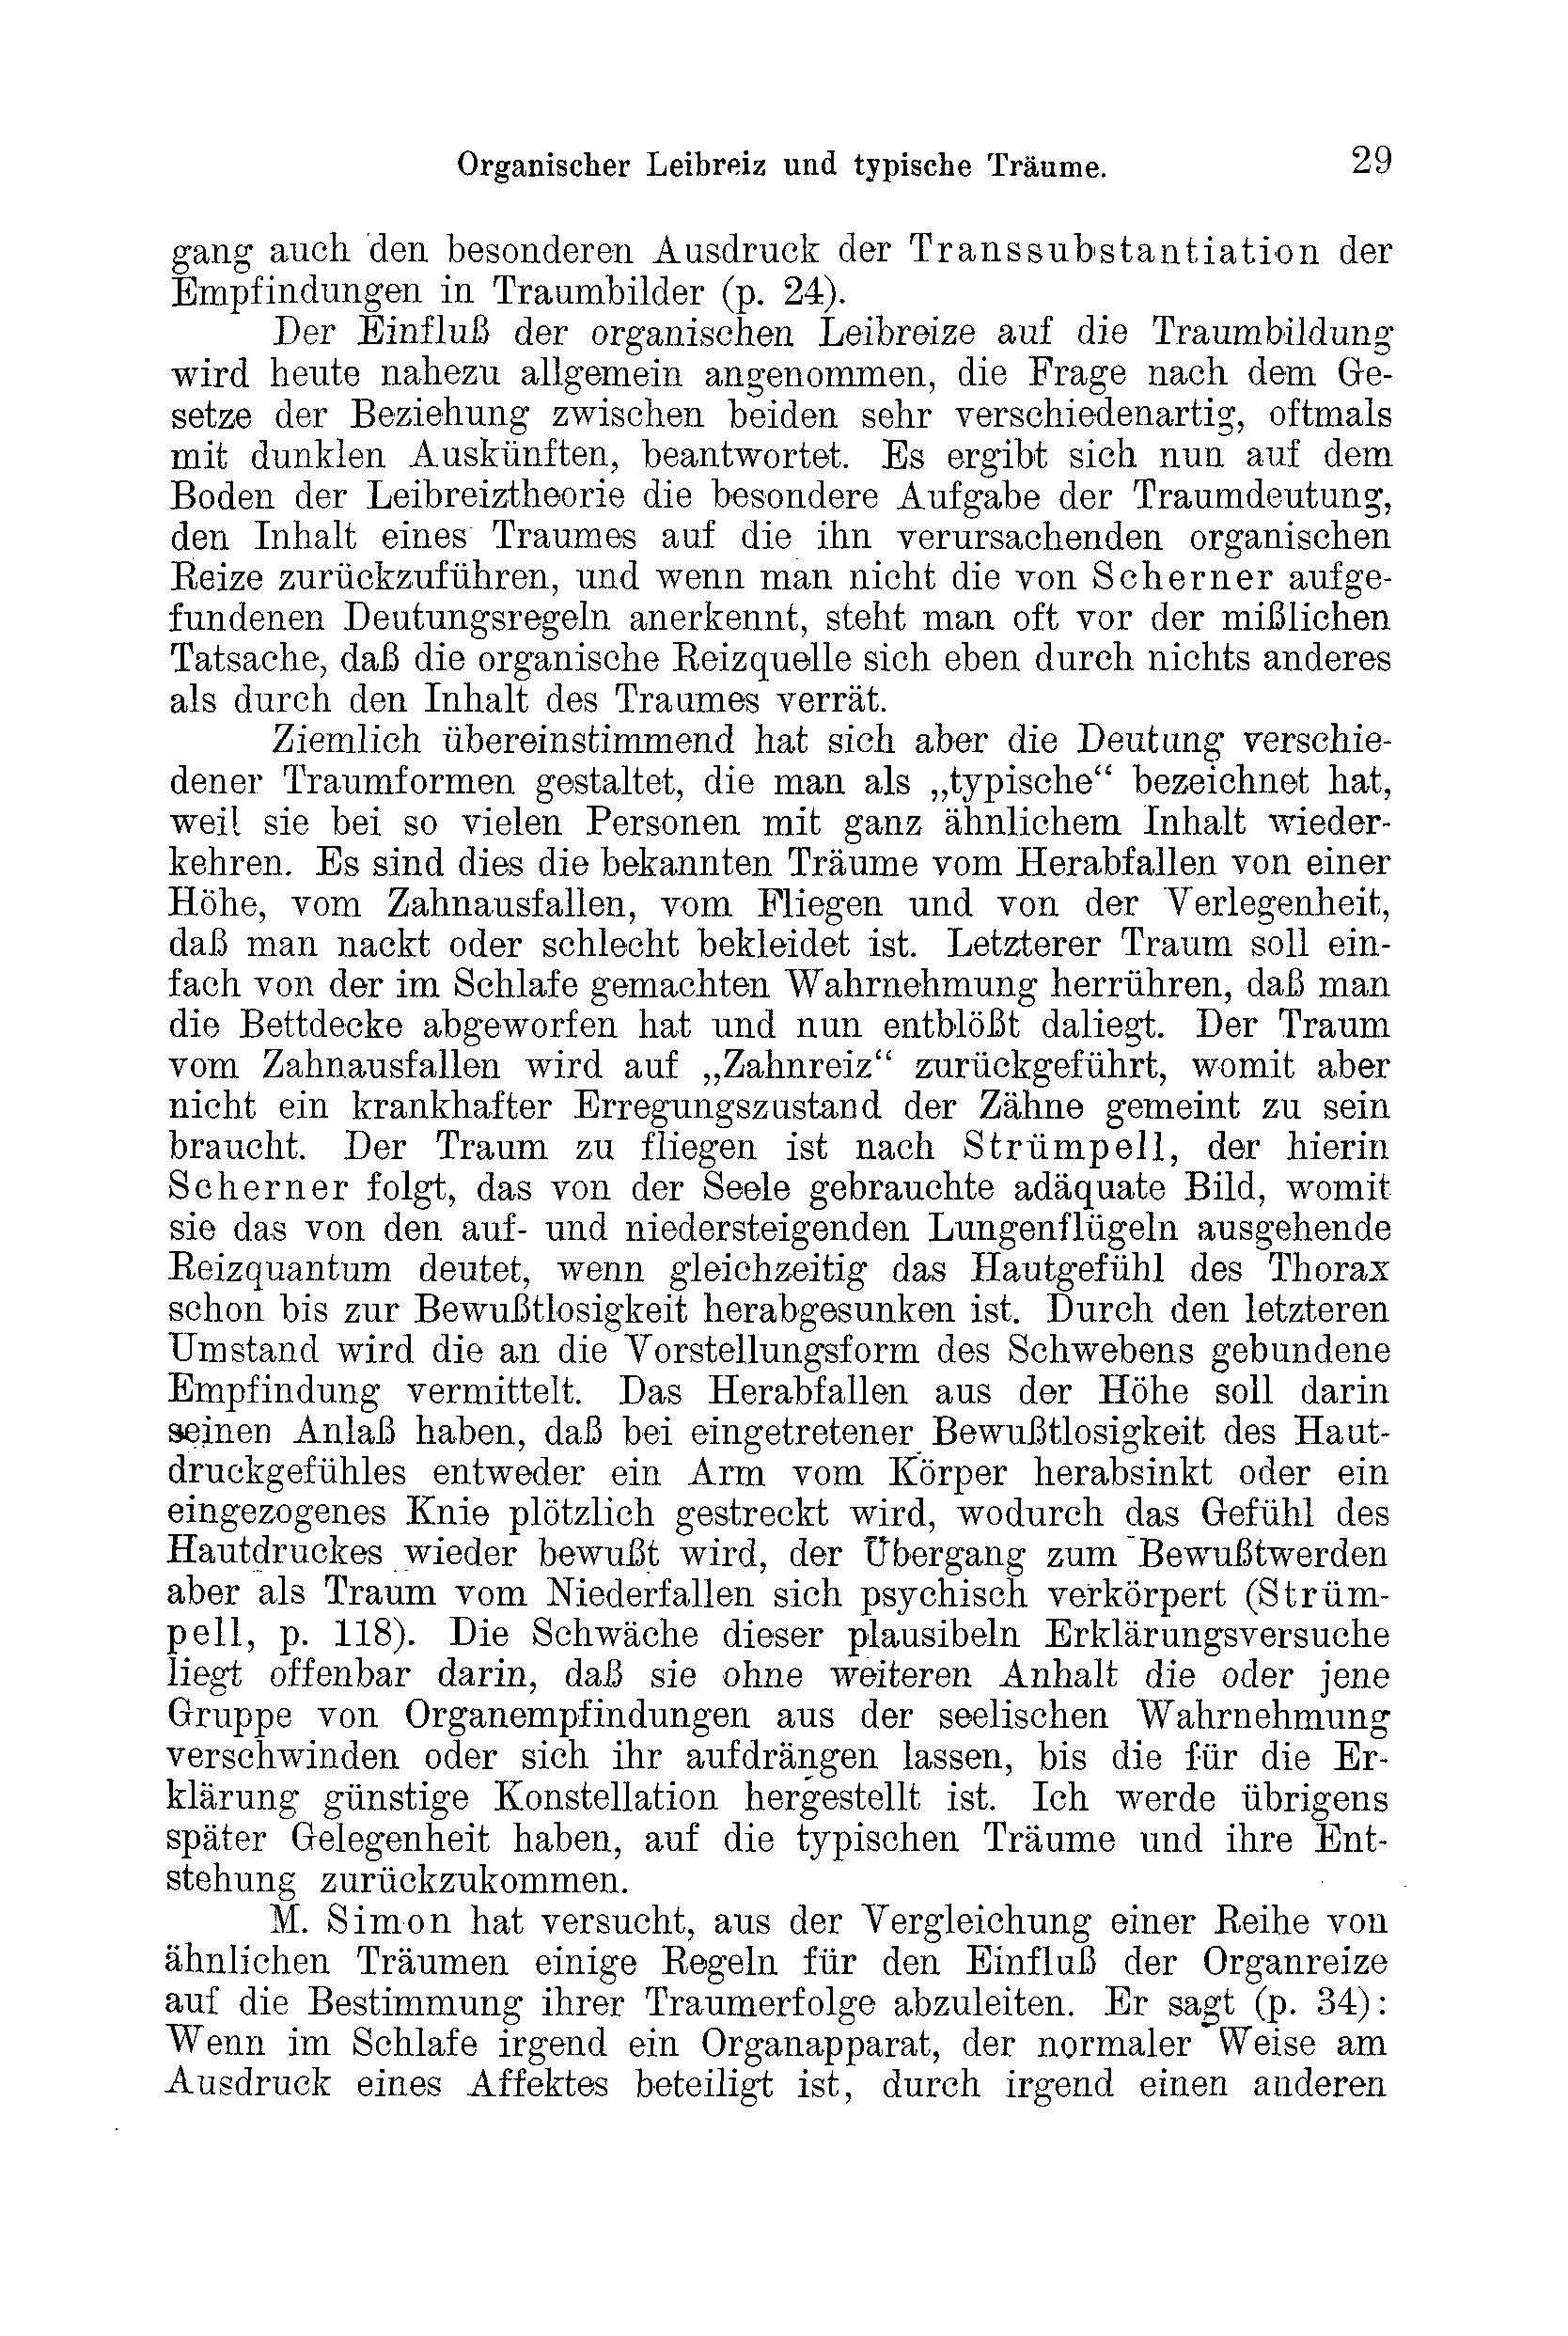 Organischer Leibreiz und typische Träume. 29
gang auch den besonderen Ausdruck der Transsubstantiation der
Empfindungen in Traumbilder (p. 24).
Der Einfluß der organischen Leibreize auf die Traumbildung
wird heute nahezu allgemein angenommen, die Frage nach dem Ge-
setze der Beziehung zwischen beiden sehr verschiedenartig, oftmals
mit dunklen Auskünften, beantwortet. Es ergibt sich nun auf dem
Boden der Leibreiztheorie die besondere Aufgabe der Traumdeutung,
den Inhalt eines Traumes auf die ihn verursachenden organischen
Reize zurückzuführen, und wenn man nicht die von Scherner aufge-
fundenen Deutungsregeln anerkennt, steht man oft vor der mißlichen
Tatsache, daß die organische Reizquelle sich eben durch nichts anderes
als durch den Inhalt des Traumes verrät.
Ziemlich übereinstimmend hat sich aber die Deutung verschie-
dener Traumformen gestaltet, die man als „typische“ bezeichnet hat,
weil sie bei so vielen Personen mit ganz ähnlichem Inhalt wieder-
kehren. Es sind dies die bekannten Träume vom Herabfallen von einer
Höhe, vom Zahnausfallen, vom Fliegen und von der Verlegenheit,
daß man nackt oder schlecht bekleidet ist. Letzterer Traum soll ein-
fach von der im Schlafe gemachten Wahrnehmung herrühren, daß man
die Bettdecke abgeworfen hat und nun entblößt daliegt. Der Traum
vom Zahnausfallen wird auf „Zahnreiz“ zurückgeführt, womit aber
nicht ein krankhafter Erregungszustand der Zähne gemeint zu sein
braucht. Der Traum zu fliegen ist nach Strümpell, der hierin
Scherner folgt, das von der Seele gebrauchte adäquate Bild, womit
sie das von den auf- und niedersteigenden Lungenflügeln ausgehende
Reizquantum deutet, wenn gleichzeitig das Hautgefühl des Thorax
schon bis zur Bewußtlosigkeit herabgesunken ist. Durch den letzteren
Umstand wird die an die Vorstellungsform des Schwebens gebundene
Empfindung vermittelt. Das Herabfallen aus der Höhe soll darin
seinen Anlaß haben, daß bei eingetretener Bewußtlosigkeit des Haut-
druckgefühles entweder ein Arm vom Körper herabsinkt oder ein
eingezogenes Knie plötzlich gestreckt wird, wodurch das Gefühl des
Hautdruckes wieder bewußt wird, der Übergang zum Bewußtwerden
aber als Traum vom Niederfallen sich psychisch verkörpert (Strüm-
pell, p. 118). Die Schwäche dieser plausibeln Erklärungsversuche
liegt offenbar darin, daß sie ohne weiteren Anhalt die oder jene
Gruppe von Organempfindungen aus der seelischen Wahrnehmung
verschwinden oder sich ihr aufdrängen lassen, bis die für die Er-
klärung günstige Konstellation hergestellt ist. Ich werde übrigens
später Gelegenheit haben, auf die typischen Träume und ihre Ent-
stehung zurückzukommen.
M. Simon hat versucht, aus der Vergleichung einer Reihe von
ähnlichen Träumen einige Regeln für den Einfluß der Organreize
auf die Bestimmung ihrer Traumerfolge abzuleiten. Er sagt (p. 34):
Wenn im Schlafe irgend ein Organapparat, der normaler Weise am
Ausdruck eines Affektes beteiligt ist, durch irgend einen anderen